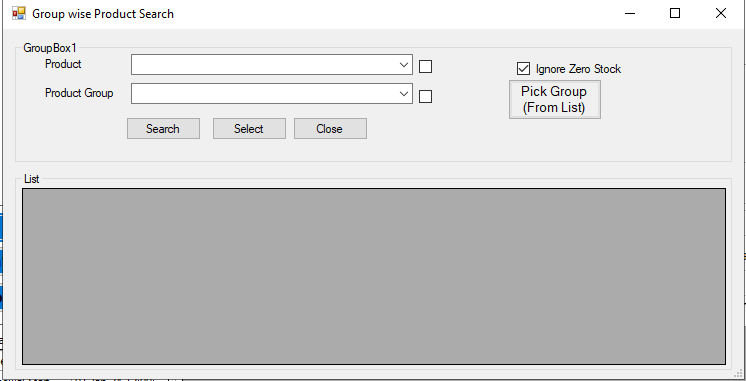 Group wise Product Search
GroupBox1
Product
Ignore Zero Stock
Product Group
Pick Group
(From List)
Search
Select
Close
List